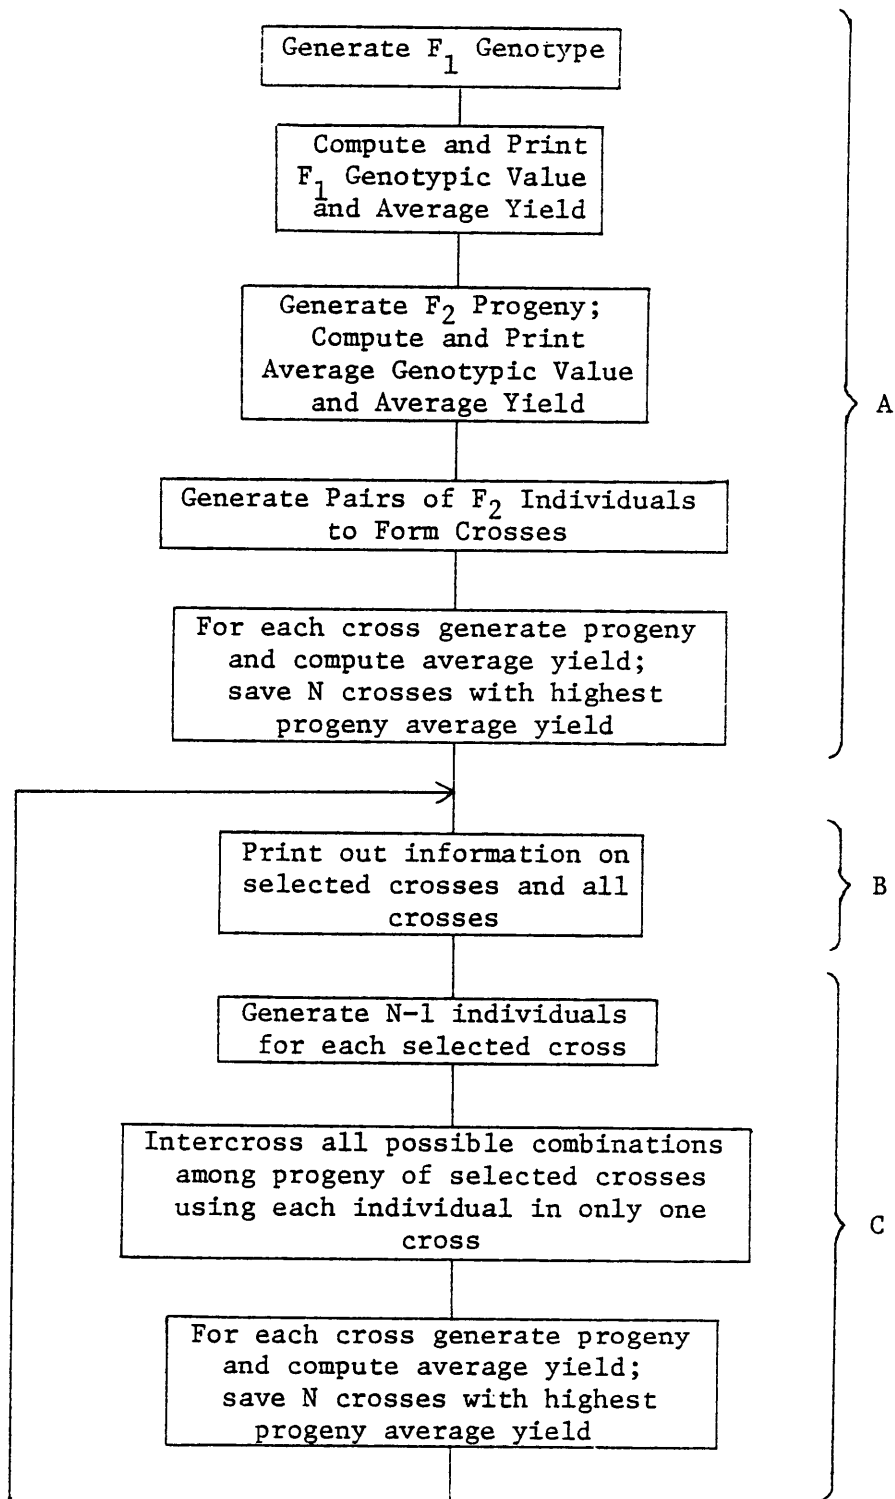 Generate F1 Genotype
Compute and Print
F1 Genotypic Value
and Average Yield
Generate F2 Progeny;
Compute and Print
Average Genotypic Value
and Average Yield
A
Generate Pairs of F2 Individuals
to Form Crosses
For each cross generate progeny
and compute average yield;
save N crosses with highest
progeny average yield
Print out information on
selected crosses and all
crosses
B
Generate N-1 individuals
for each selected cross
Intercross all possible combinations
among progeny of selected crosses
using each individual in only one
cross
C
For each cross generate progeny
and compute average yield;
save N crosses with highest
progeny average yield